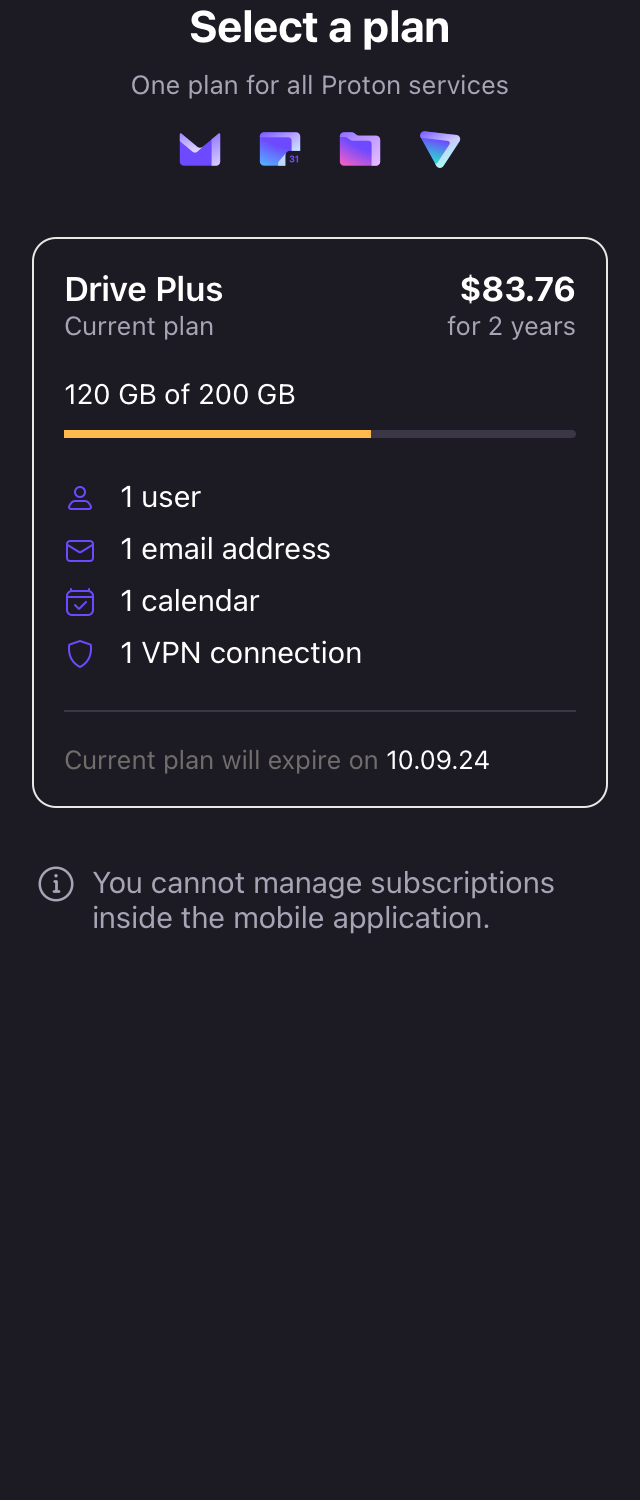 Select a plan
One plan for all Proton services
31
Drive Plus
$83.76
Current plan
for 2 years
120 GB of 200 GB
1 user
1 email address
1 calendar
1 VPN connection
Current plan will expire on 10.09.24
You cannot manage subscriptions
inside the mobile application.